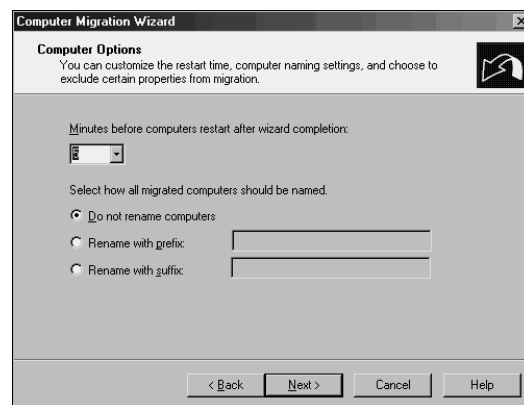 Computer Migration Wizard
Computer Options
You can customize the restart time, computer naming settings, and choose to
exclude certain properties from migration.
Minutes before computers restart after wizard completion:
5
Select how all migrated computers should be named.
Do not rename computers
Rename with prefix:
Rename with suffix:
< Back Next > Cancel Help